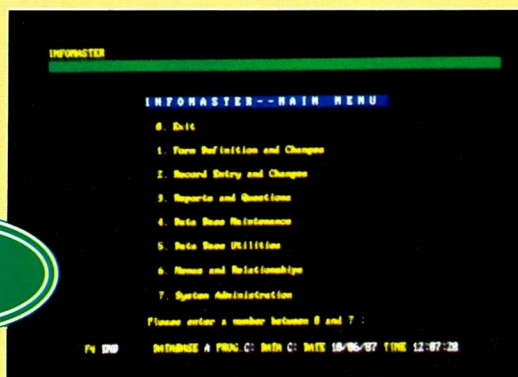 INFOMASTER
INFOMASTER--MAIN MENU
0. Exit
1. Form Definition and Changes
2. Record Entry and Changes
3. Reports and Questions
4. Data Base Maintenance
5. Data Base Utilities
6. Menus and Relationships
7. System Administration
Please enter a number between 0 and 7 :
F4 END DATABASE A PROG C: DATA C: DATE 10/06/87 TIME 12:07:28